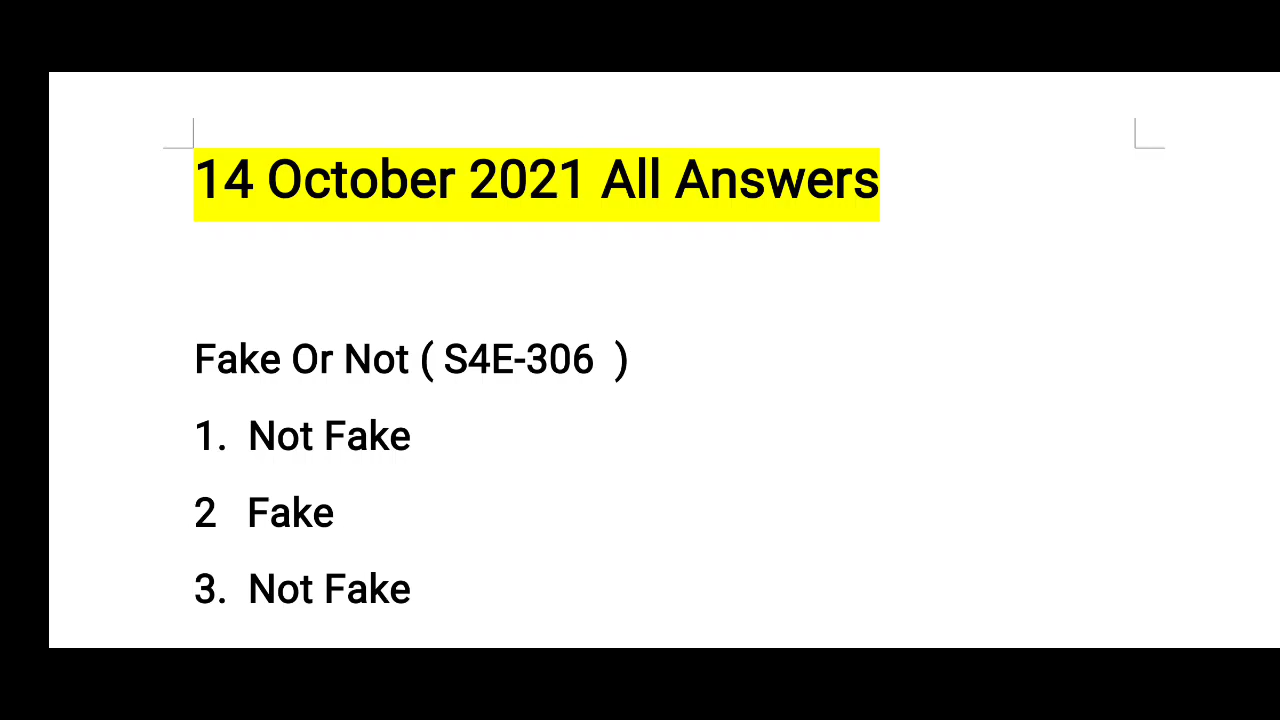 14 October 2021 All Answers
Fake Or Not ( S4E-306  )
1.  Not Fake
2   Fake
3.  Not Fake